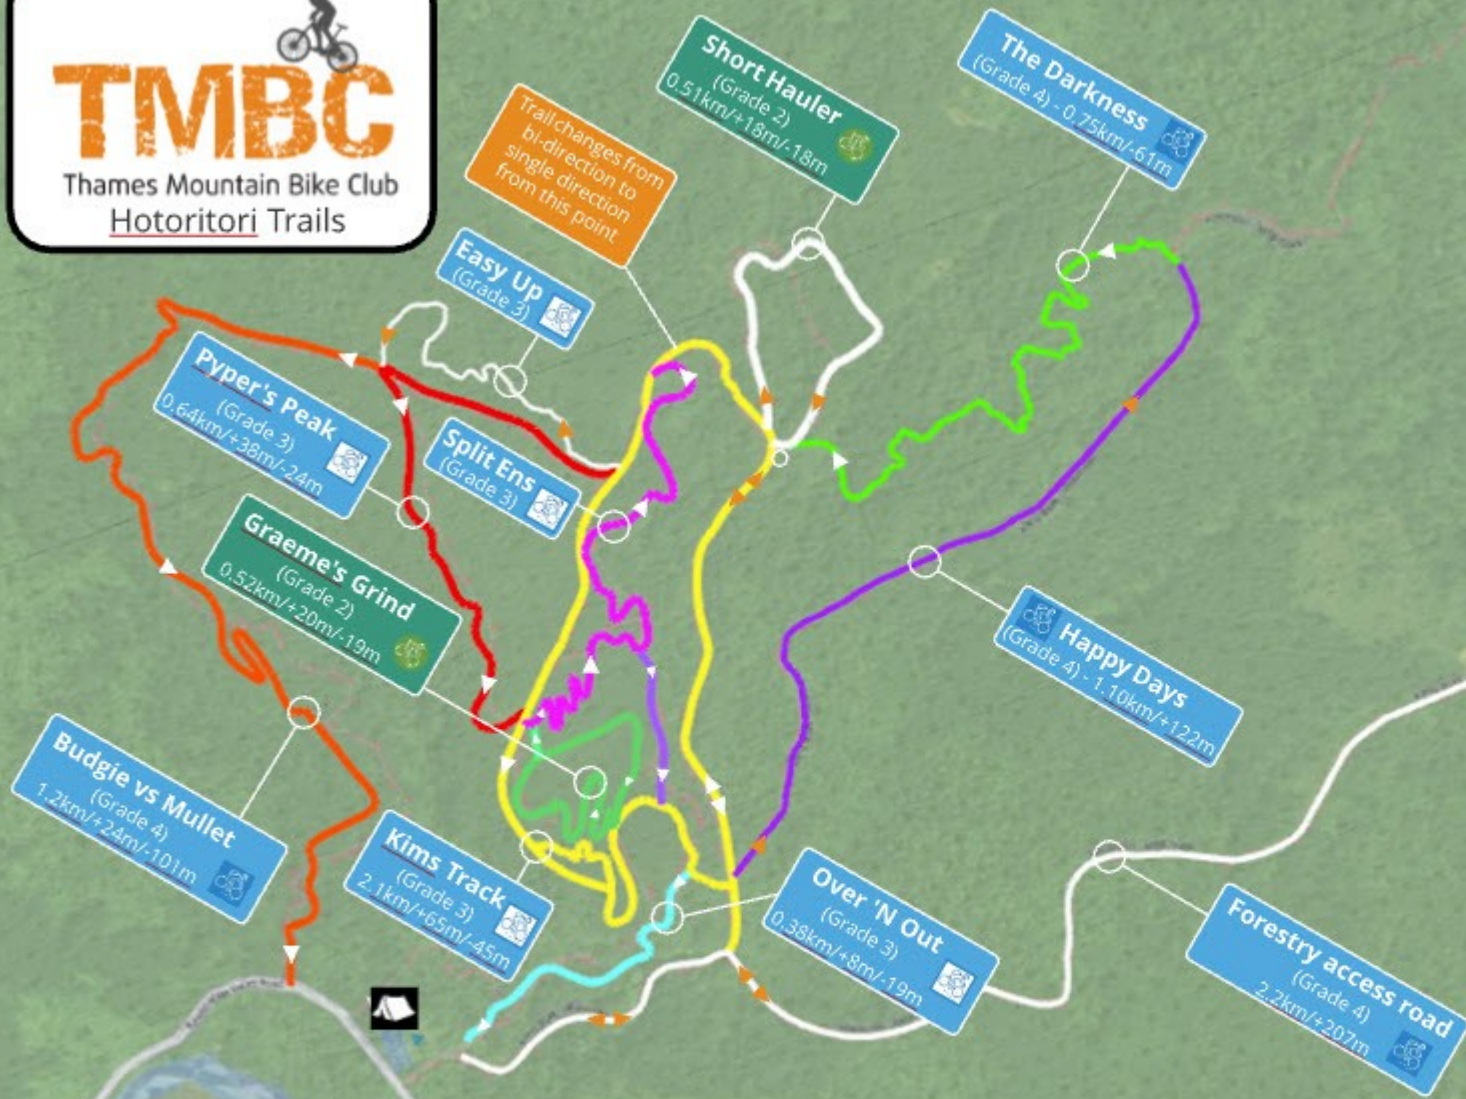 TMBC
Thames Mountain Bike Club
Hotoritori Trails
Short Hauler
(Grade 2)
0.51km/+18m/-18m
The Darkness
(Grade 4) - 0.75km/-61m
Trail changes from
bi-direction to
single direction
from this point
Easy Up
(Grade 3)
Pyper's Peak
(Grade 3)
0.64km/+38m/-24m
Split Ens
(Grade 3)
Graeme's Grind
(Grade 2)
0.52km/+20m/-19m
Happy Days
(Grade 4) - 1.10km/+122m
Budgie vs Mullet
(Grade 4)
1.2km/+24m/-101m
Kims Track
(Grade 3)
2.1km/+65m/-45m
Over 'N Out
(Grade 3)
0.38km/+8m/-19m
Forestry access road
(Grade 4)
2.2km/+207m